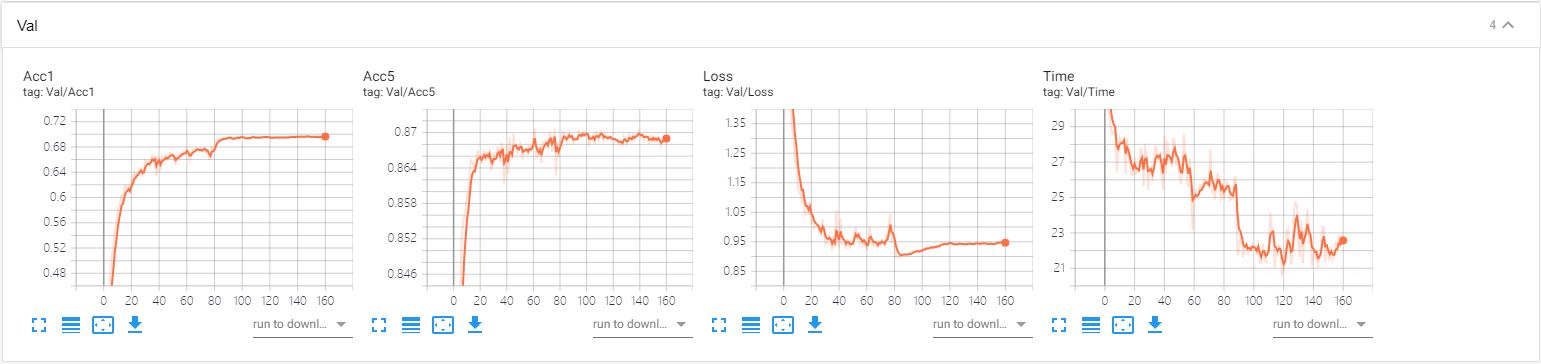 Val 4
Acc1
tag: Val/Acc1
0.72
0.68
0.64
0.6
0.56
0.52
0.48
0 20 40 60 80 100 120 140 160
run to downl...
Acc5
tag: Val/Acc5
0.87
0.864
0.858
0.852
0.846
0 20 40 60 80 100 120 140 160
run to downl...
Loss
tag: Val/Loss
1.35
1.25
1.15
1.05
0.95
0.85
0 20 40 60 80 100 120 140 160
run to downl...
Time
tag: Val/Time
29
27
25
23
21
0 20 40 60 80 100 120 140 160
run to downl...